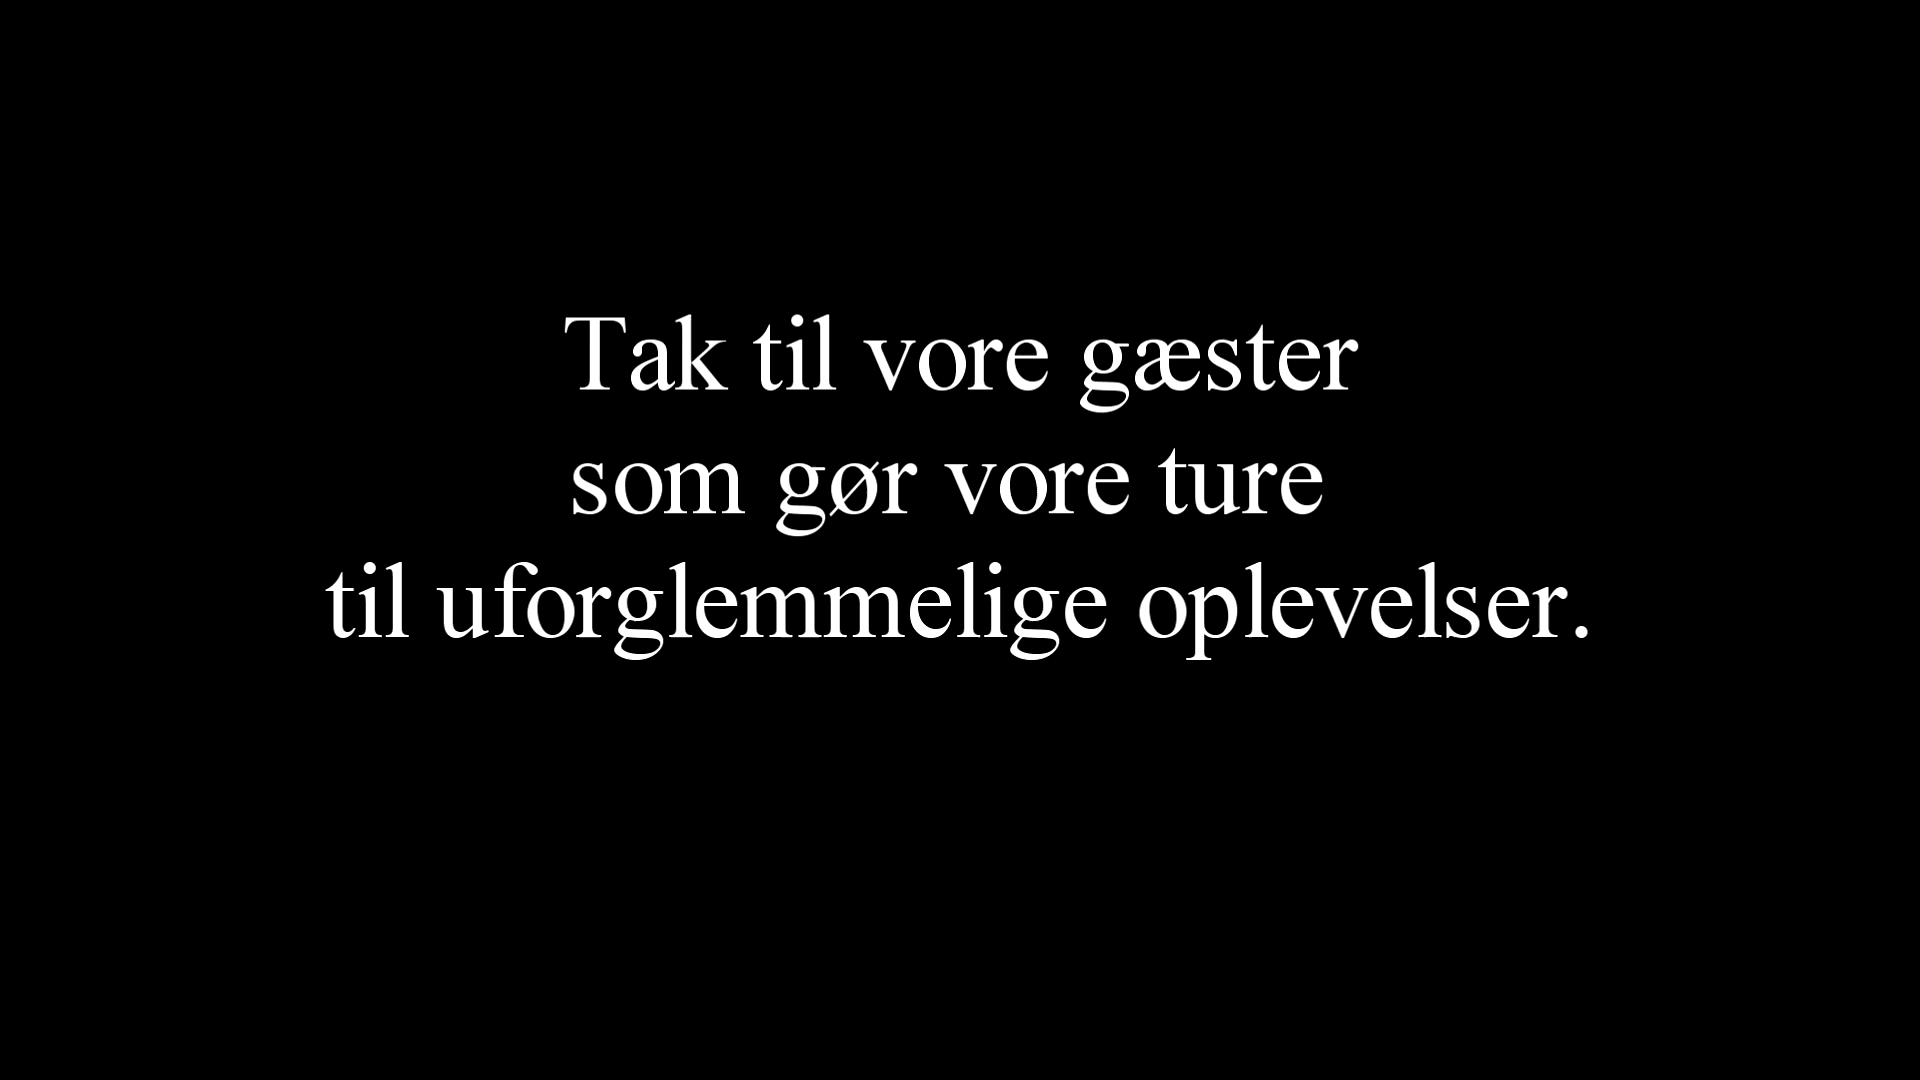 Tak til vore gæster
som gør vore ture
til uforglemmelige oplevelser.